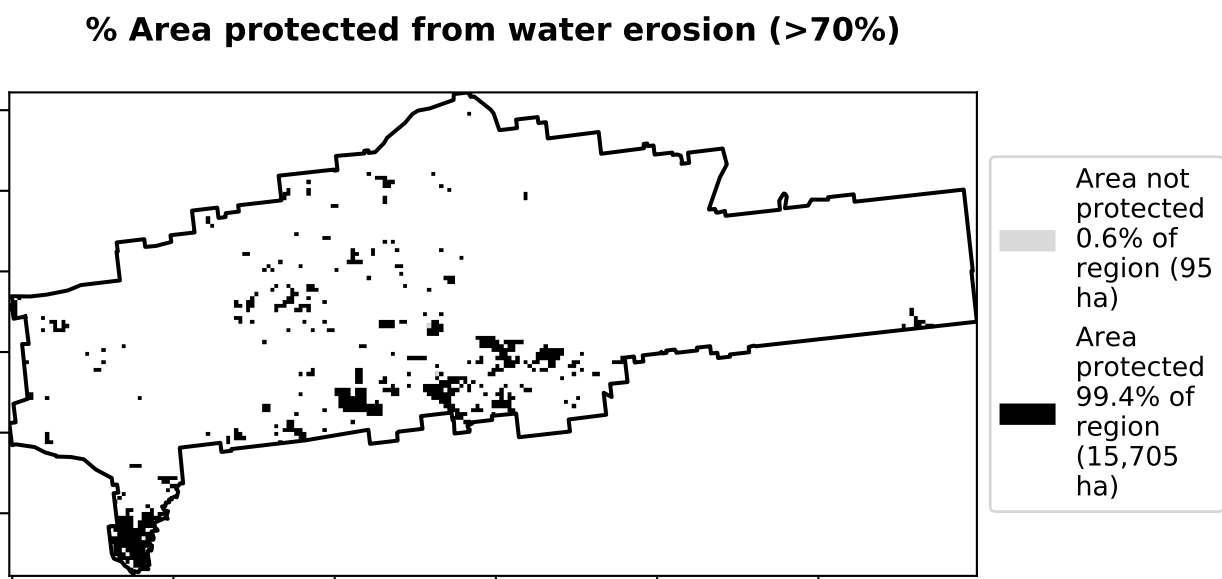 % Area protected from water erosion (>70%)
Area not
protected
0.6% of
region (95
ha)
Area
protected
99.4% of
region
(15,705
ha)